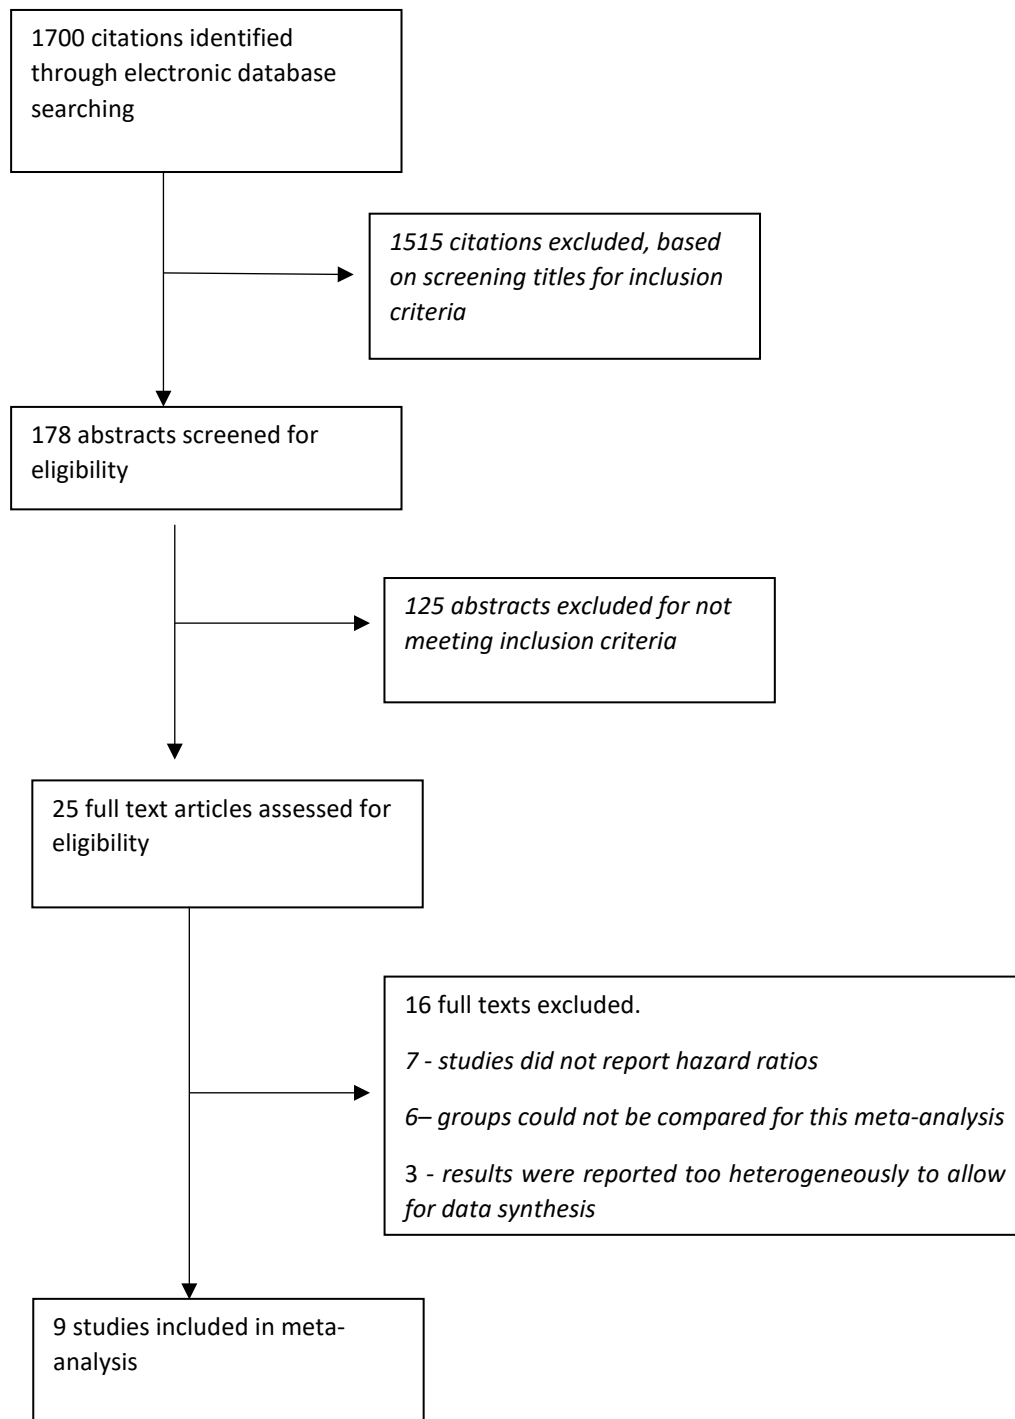 1700 citations identified
through electronic database
searching
1515 citations excluded, based
on screening titles for inclusion
criteria
178 abstracts screened for
eligibility
125 abstracts excluded for not
meeting inclusion criteria
25 full text articles assessed for
eligibility
16 full texts excluded.
7 - studies did not report hazard ratios
6– groups could not be compared for this meta-analysis
3 - results were reported too heterogeneously to allow
for data synthesis
9 studies included in meta-
analysis